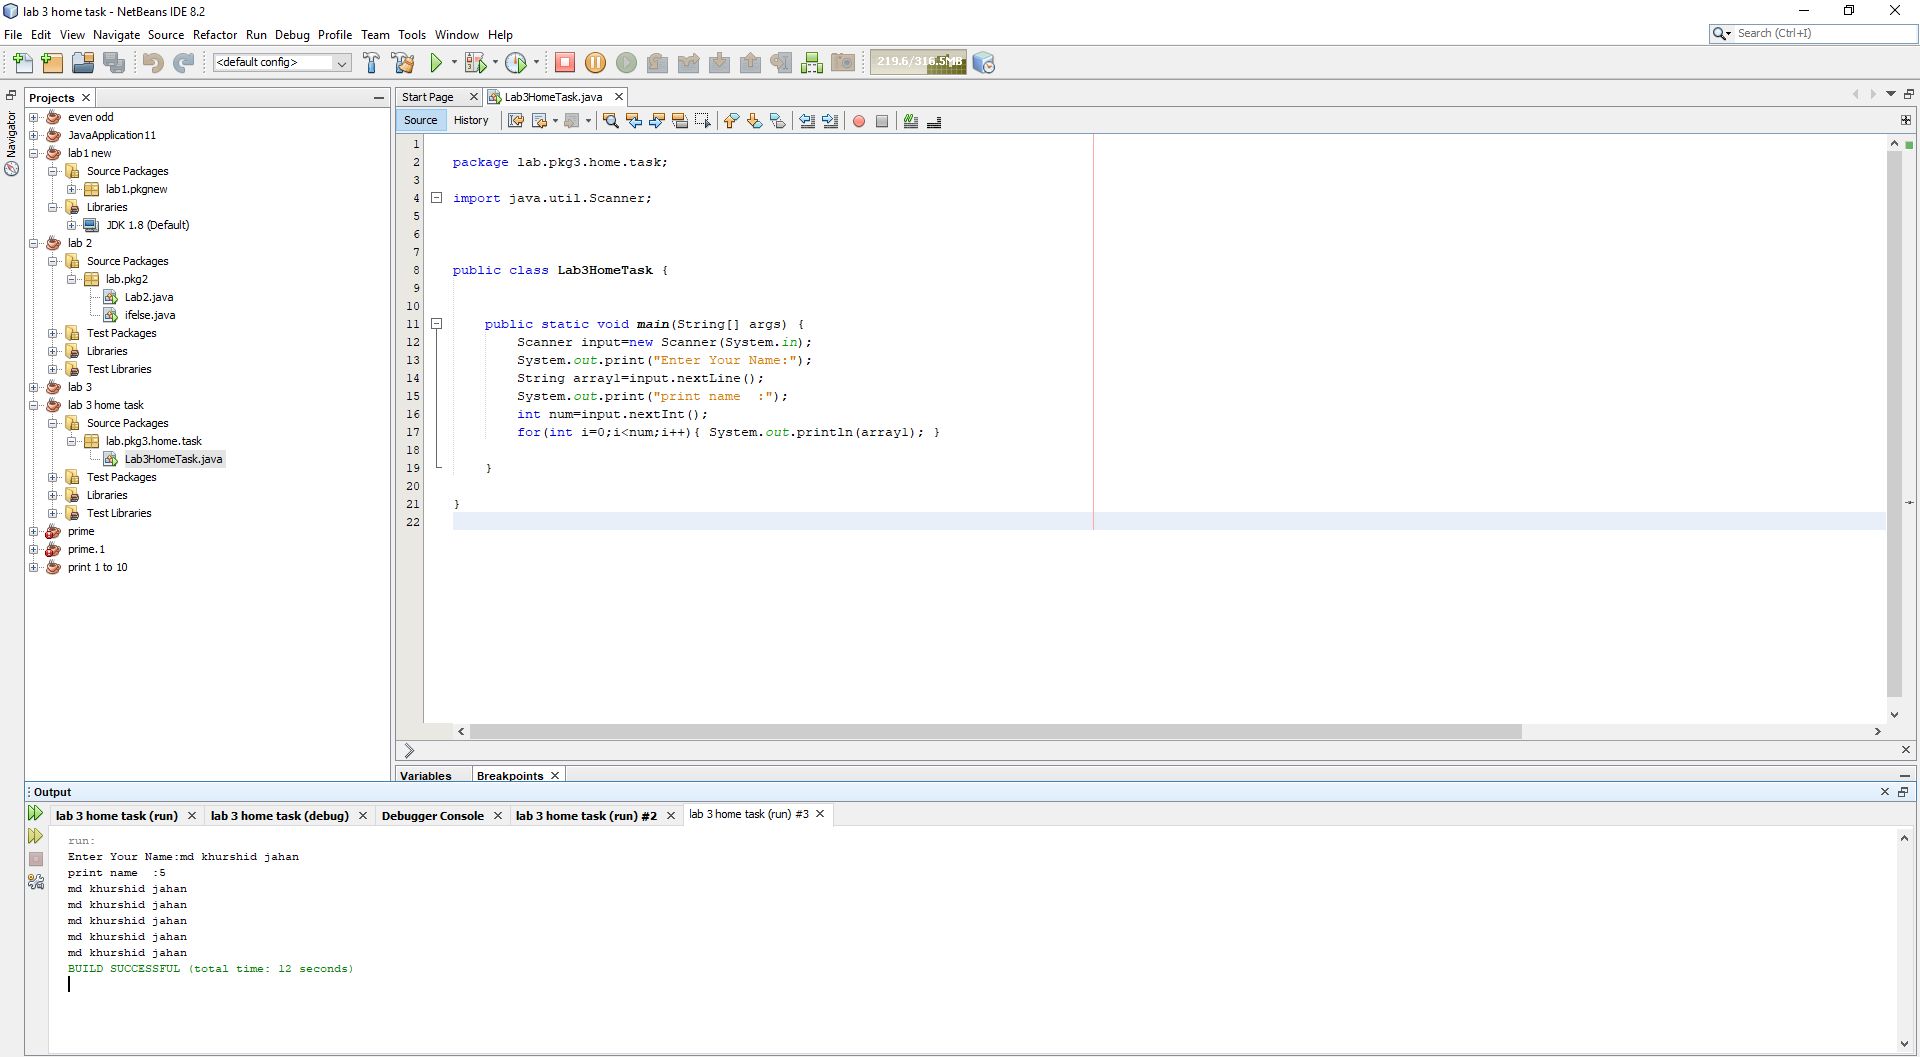 lab 3 home task - NetBeans IDE 8.2
File Edit View Navigate Source Refactor Run Debug Profile Team Tools Window Help
Search (Ctrl+I)
<default config>
219.6/316.5MB
Navigator
Projects
even odd
JavaApplication11
lab1 new
Source Packages
lab1.pkgnew
Libraries
JDK 1.8 (Default)
lab 2
Source Packages
lab.pkg2
Lab2.java
ifelse.java
Test Packages
Libraries
Test Libraries
lab 3
lab 3 home task
Source Packages
lab.pkg3.home.task
Lab3HomeTask.java
Test Packages
Libraries
Test Libraries
prime
prime.1
print 1 to 10
Start Page Lab3HomeTask.java
Source History
1
2 package lab.pkg3.home.task;
3
4 import java.util.Scanner;
5
6
7
8 public class Lab3HomeTask {
9
10
11 public static void main(String[] args) {
12 Scanner input=new Scanner(System.in);
13 System.out.print("Enter Your Name:");
14 String array1=input.nextLine();
15 System.out.print("print name  :");
16 int num=input.nextInt();
17 for(int i=0;i<num;i++){ System.out.println(array1); }
18
19 }
20
21 }
22
Variables Breakpoints
Output
lab 3 home task (run) lab 3 home task (debug) Debugger Console lab 3 home task (run) #2 lab 3 home task (run) #3
run:
Enter Your Name:md khurshid jahan
print name  :5
md khurshid jahan
md khurshid jahan
md khurshid jahan
md khurshid jahan
md khurshid jahan
BUILD SUCCESSFUL (total time: 12 seconds)